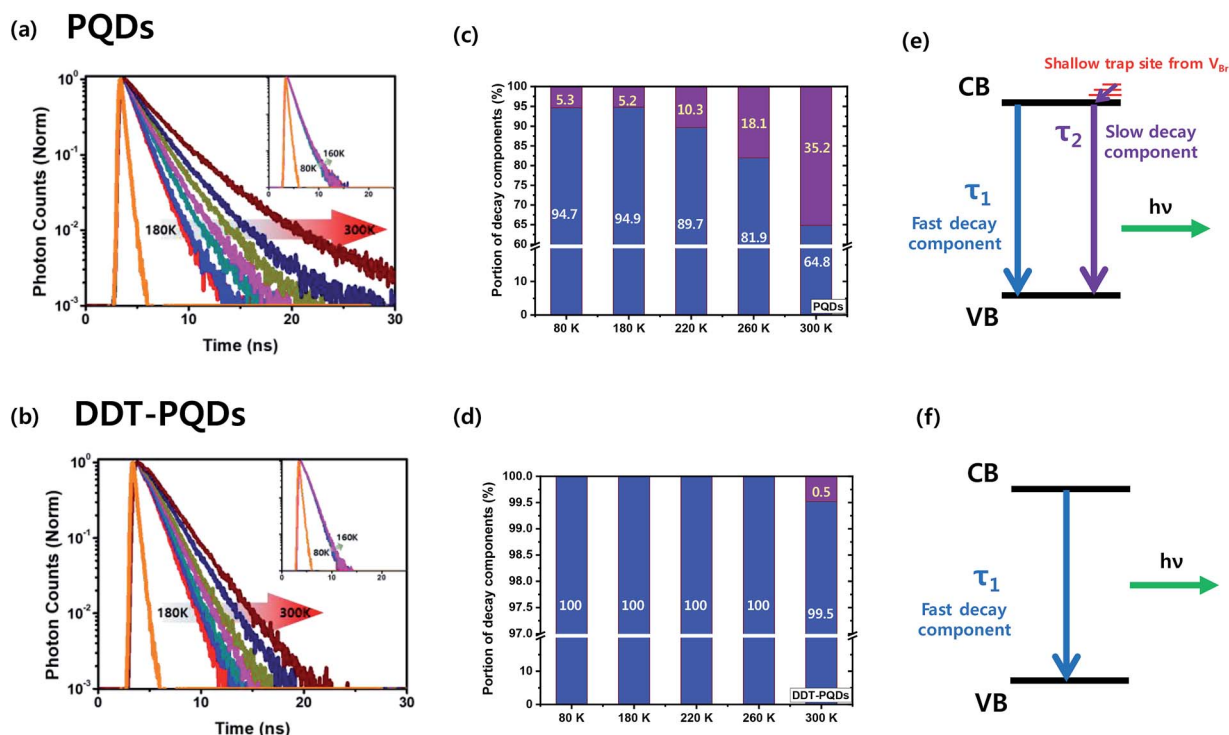 (a) PQDs
Photon Counts (Norm)
10⁰
10⁻¹
10⁻²
10⁻³
180K
300K
80K
160K
0 10 20
0 10 20 30
Time (ns)
(c)
Portion of decay components (%)
100
95
90
85
80
75
70
65
60
10
0
5.3
5.2
10.3
18.1
35.2
94.7
94.9
89.7
81.9
64.8
PQDs
80 K 180 K 220 K 260 K 300 K
(e)
Shallow trap site from V_Br
CB
τ₂ Slow decay
component
τ₁
Fast decay
component
hν
VB
(b) DDT-PQDs
Photon Counts (Norm)
10⁰
10⁻¹
10⁻²
10⁻³
180K
300K
80K
160K
0 10 20
0 10 20 30
Time (ns)
(d)
Portion of decay components (%)
100.0
99.5
99.0
98.5
98.0
97.5
97.0
10
0
0.5
100 100 100 100 99.5
DDT-PQDs
80 K 180 K 220 K 260 K 300 K
(f)
CB
τ₁
Fast decay
component
hν
VB